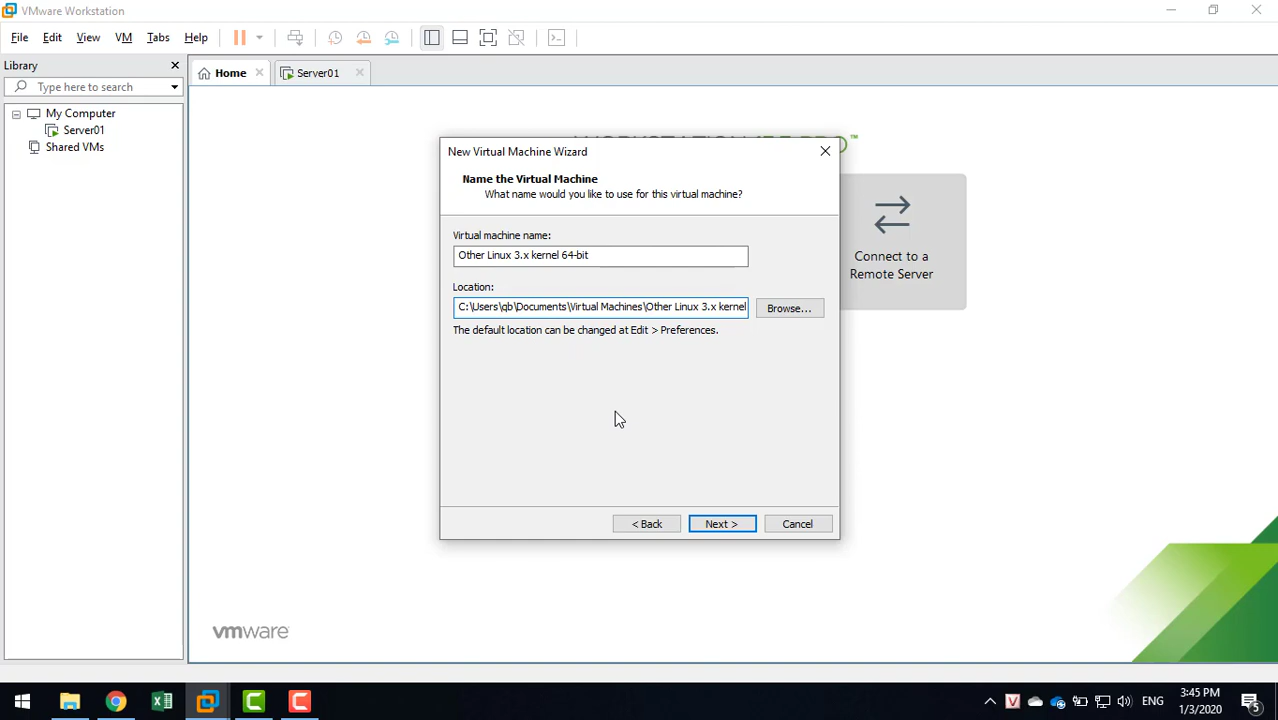 VMware Workstation
File Edit View VM Tabs Help
Library
Type here to search
My Computer
Server01
Shared VMs
Home
Server01
New Virtual Machine Wizard
Name the Virtual Machine
What name would you like to use for this virtual machine?
Virtual machine name:
Other Linux 3.x kernel 64-bit
Location:
C:\Users\qb\Documents\Virtual Machines\Other Linux 3.x kernel
Browse...
The default location can be changed at Edit > Preferences.
< Back
Next >
Cancel
Connect to a
Remote Server
vmware
ENG
3:45 PM
1/3/2020
5